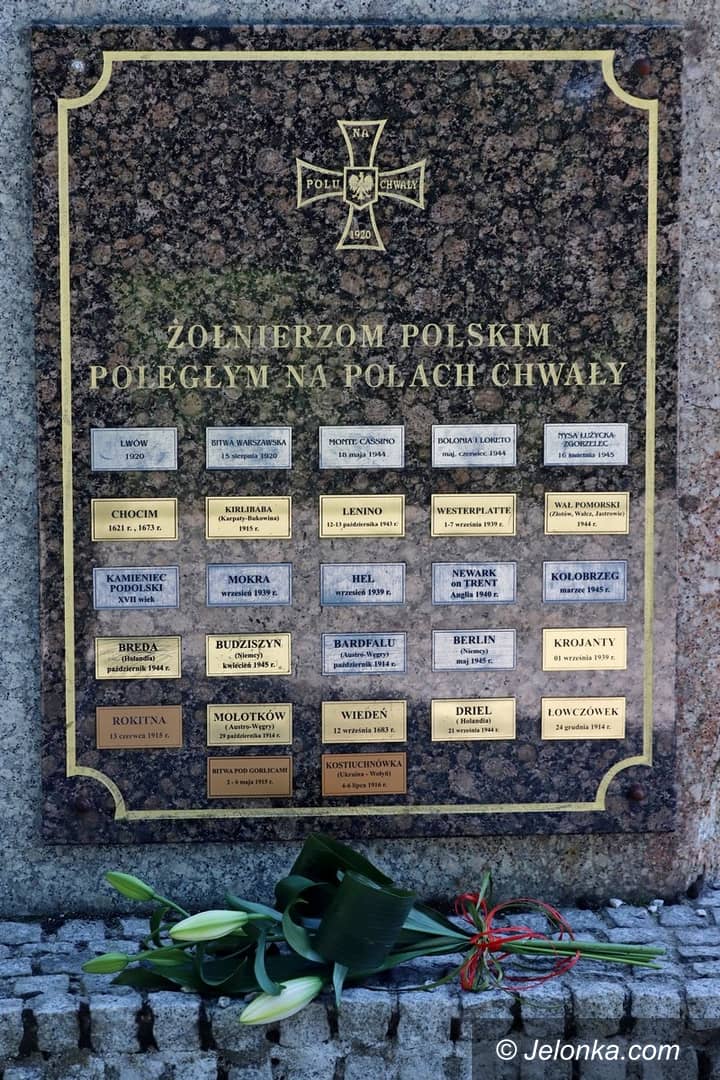 NA
POLU CHWAŁY
1920
ŻOŁNIERZOM POLSKIM
POLEGŁYM NA POLACH CHWAŁY
LWÓW
1920
BITWA WARSZAWSKA
15 sierpnia 1920
MONTE CASSINO
18 maja 1944
BOLONIA I LORETO
maj, czerwiec 1944
NYSA ŁUŻYCKA-
ZGORZELEC
16 kwietnia 1945
CHOCIM
1621 r. , 1673 r.
KIRLIBABA
(Karpaty-Bukowina)
1915 r.
LENINO
12-13 października 1943 r.
WESTERPLATTE
1-7 września 1939 r.
WAŁ POMORSKI
(Złotów, Wałcz, Jastrowie)
1944 r.
KAMIENIEC
PODOLSKI
XVII wiek
MOKRA
wrzesień 1939 r.
HEL
wrzesień 1939 r.
NEWARK
on TRENT
Anglia 1940 r.
KOŁOBRZEG
marzec 1945 r.
BREDA
(Holandia)
październik 1944 r.
BUDZISZYN
(Niemcy)
kwiecień 1945 r.
BARDFALU
(Austro-Węgry)
październik 1914 r.
BERLIN
(Niemcy)
maj 1945 r.
KROJANTY
01 września 1939 r.
ROKITNA
13 czerwca 1915 r.
MOŁOTKÓW
(Austro-Węgry)
29 października 1914 r.
WIEDEŃ
12 września 1683 r.
DRIEL
( Holandia)
21 września 1944 r.
ŁOWCZÓWEK
24 grudnia 1914 r.
BITWA POD GORLICAMI
2 - 6 maja 1915 r.
KOSTIUCHNÓWKA
(Ukraina - Wołyń)
4-6 lipca 1916 r.
© Jelonka.com